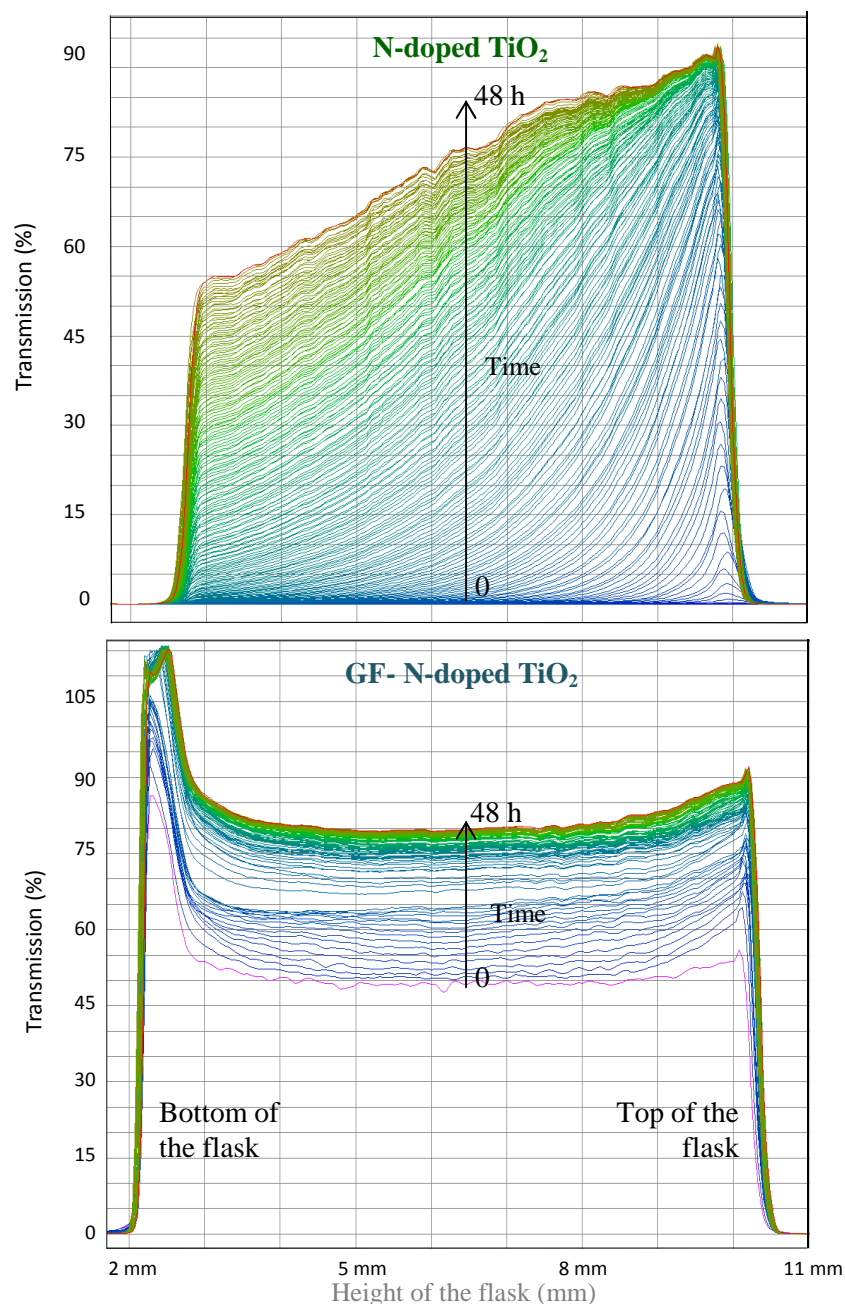 N-doped TiO₂
90
75
60
45
30
15
0
Transmission (%)
48 h
Time
0
GF- N-doped TiO₂
105
90
75
60
45
30
15
0
Transmission (%)
48 h
Time
0
Bottom of
the flask
Top of the
flask
2 mm 5 mm 8 mm 11 mm
Height of the flask (mm)